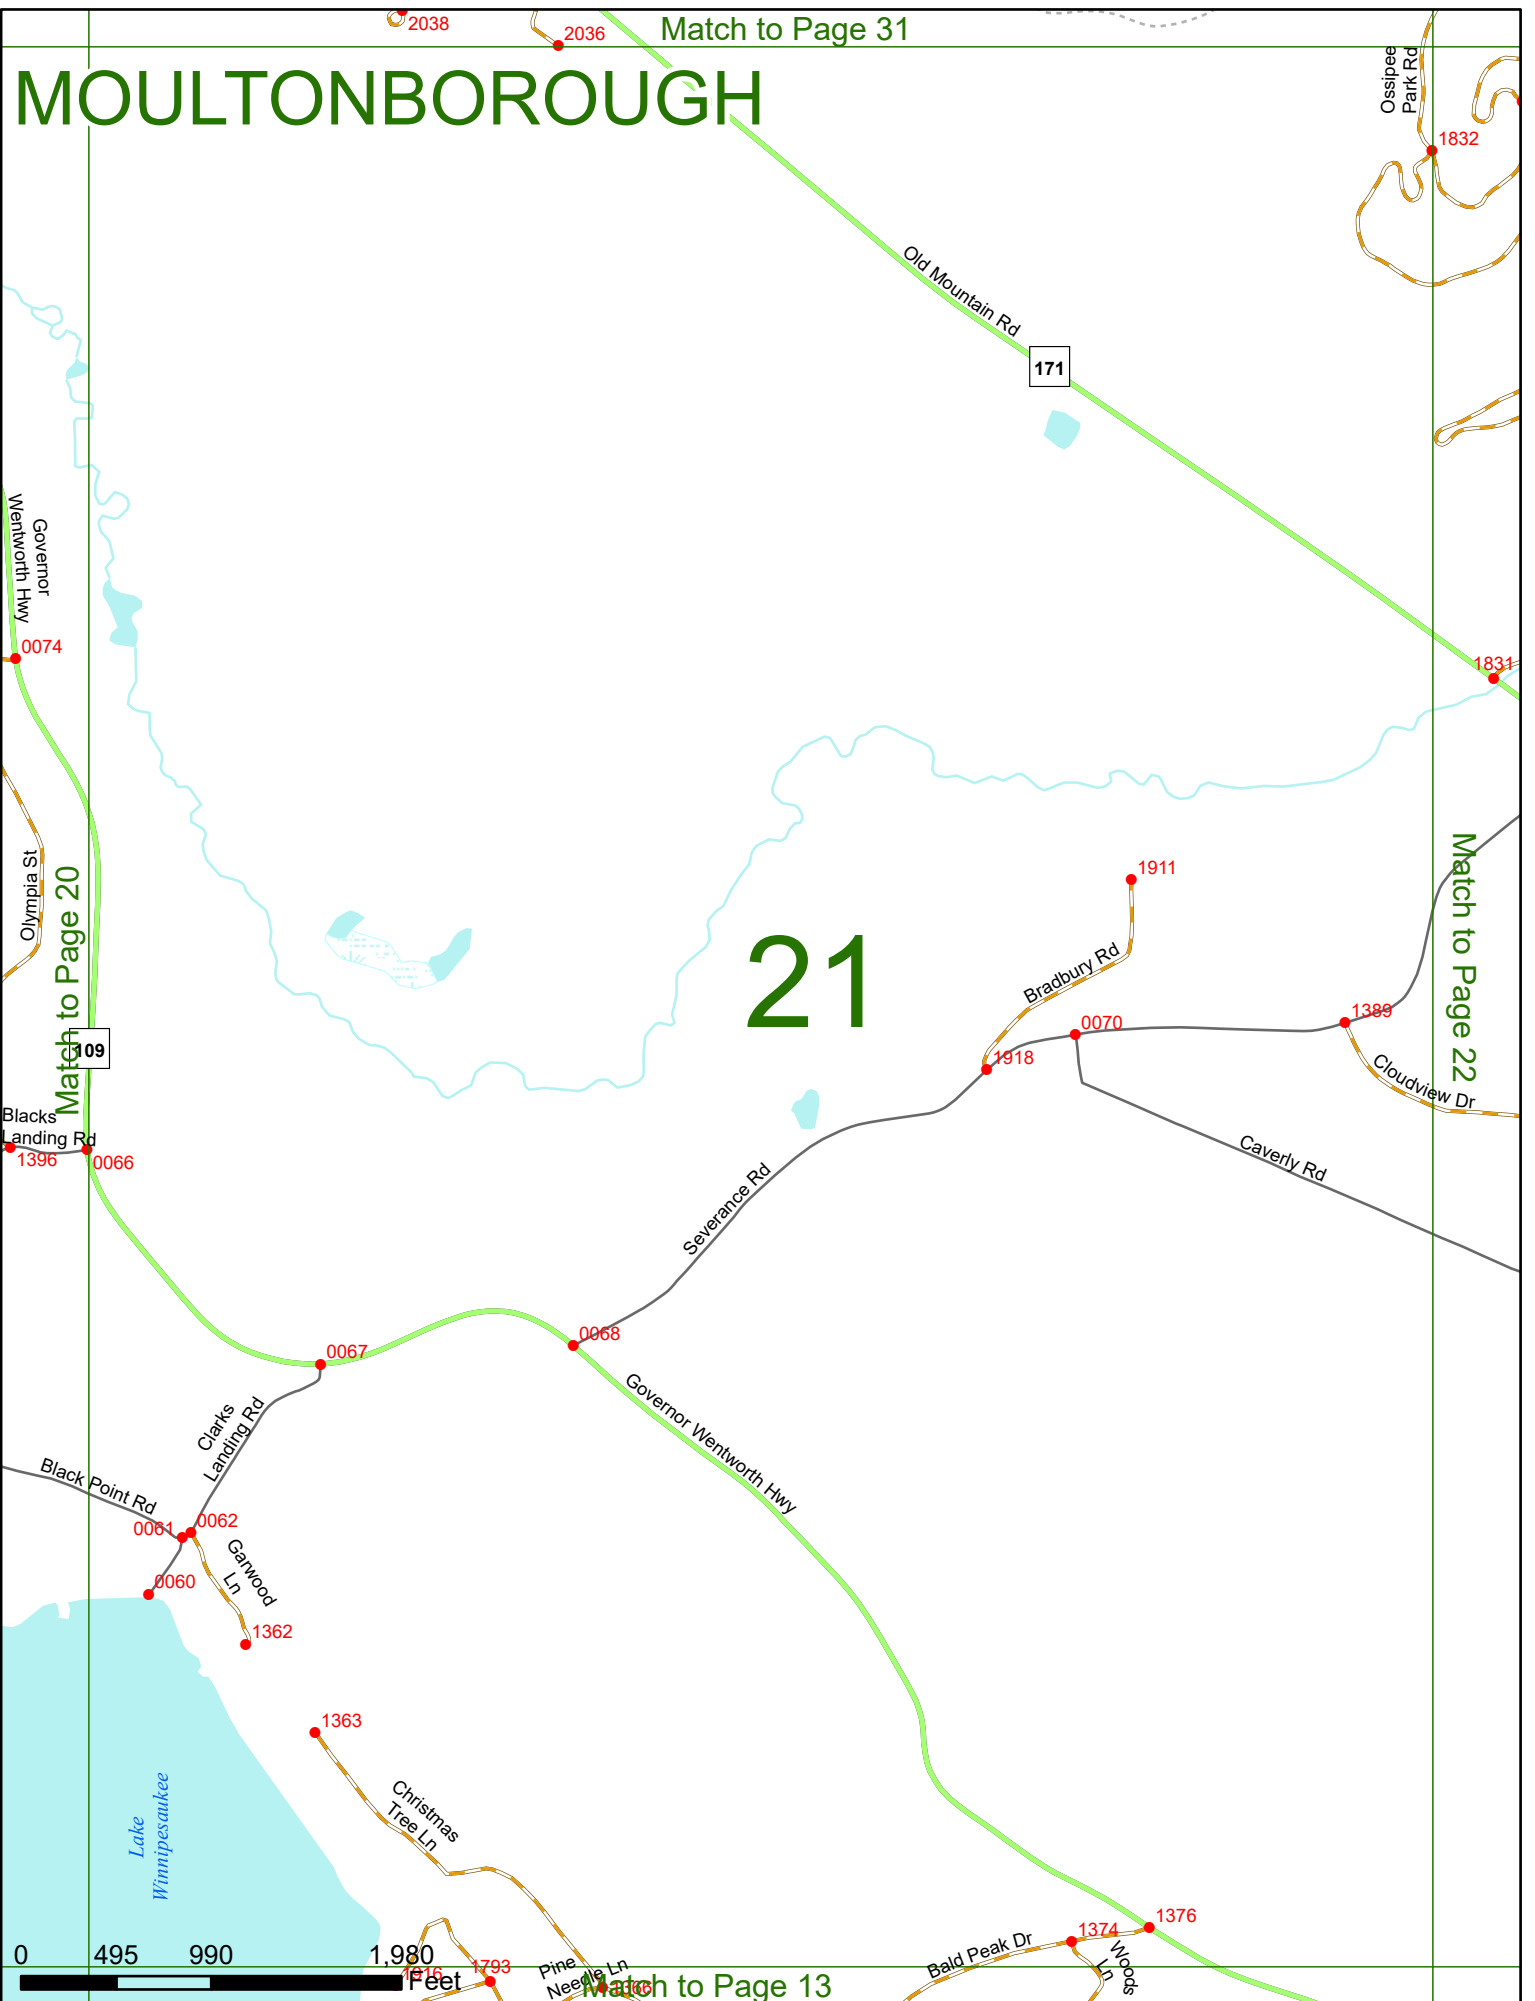 2038
2036
Match to Page 31
MOULTONBOROUGH
Ossipee
Park Rd
1832
Old Mountain Rd
171
Governor
Wentworth Hwy
0074
1831
Olympia St
Match to Page 20
109
1911
21
Bradbury Rd
Match to Page 22
0070
1389
1918
Cloudview Dr
Blacks
Landing Rd
1396
0066
Caverly Rd
Severance Rd
0068
0067
Governor Wentworth Hwy
Clarks
Landing Rd
Black Point Rd
0061
0062
Garwood
Ln
0060
1362
1363
Christmas
Tree Ln
Lake
Winnipesaukee
1376
1374
Bald Peak Dr
Woods
Ln
0 495 990 1,980
Feet
1916
1793
Pine
Needle Ln
1366
Match to Page 13